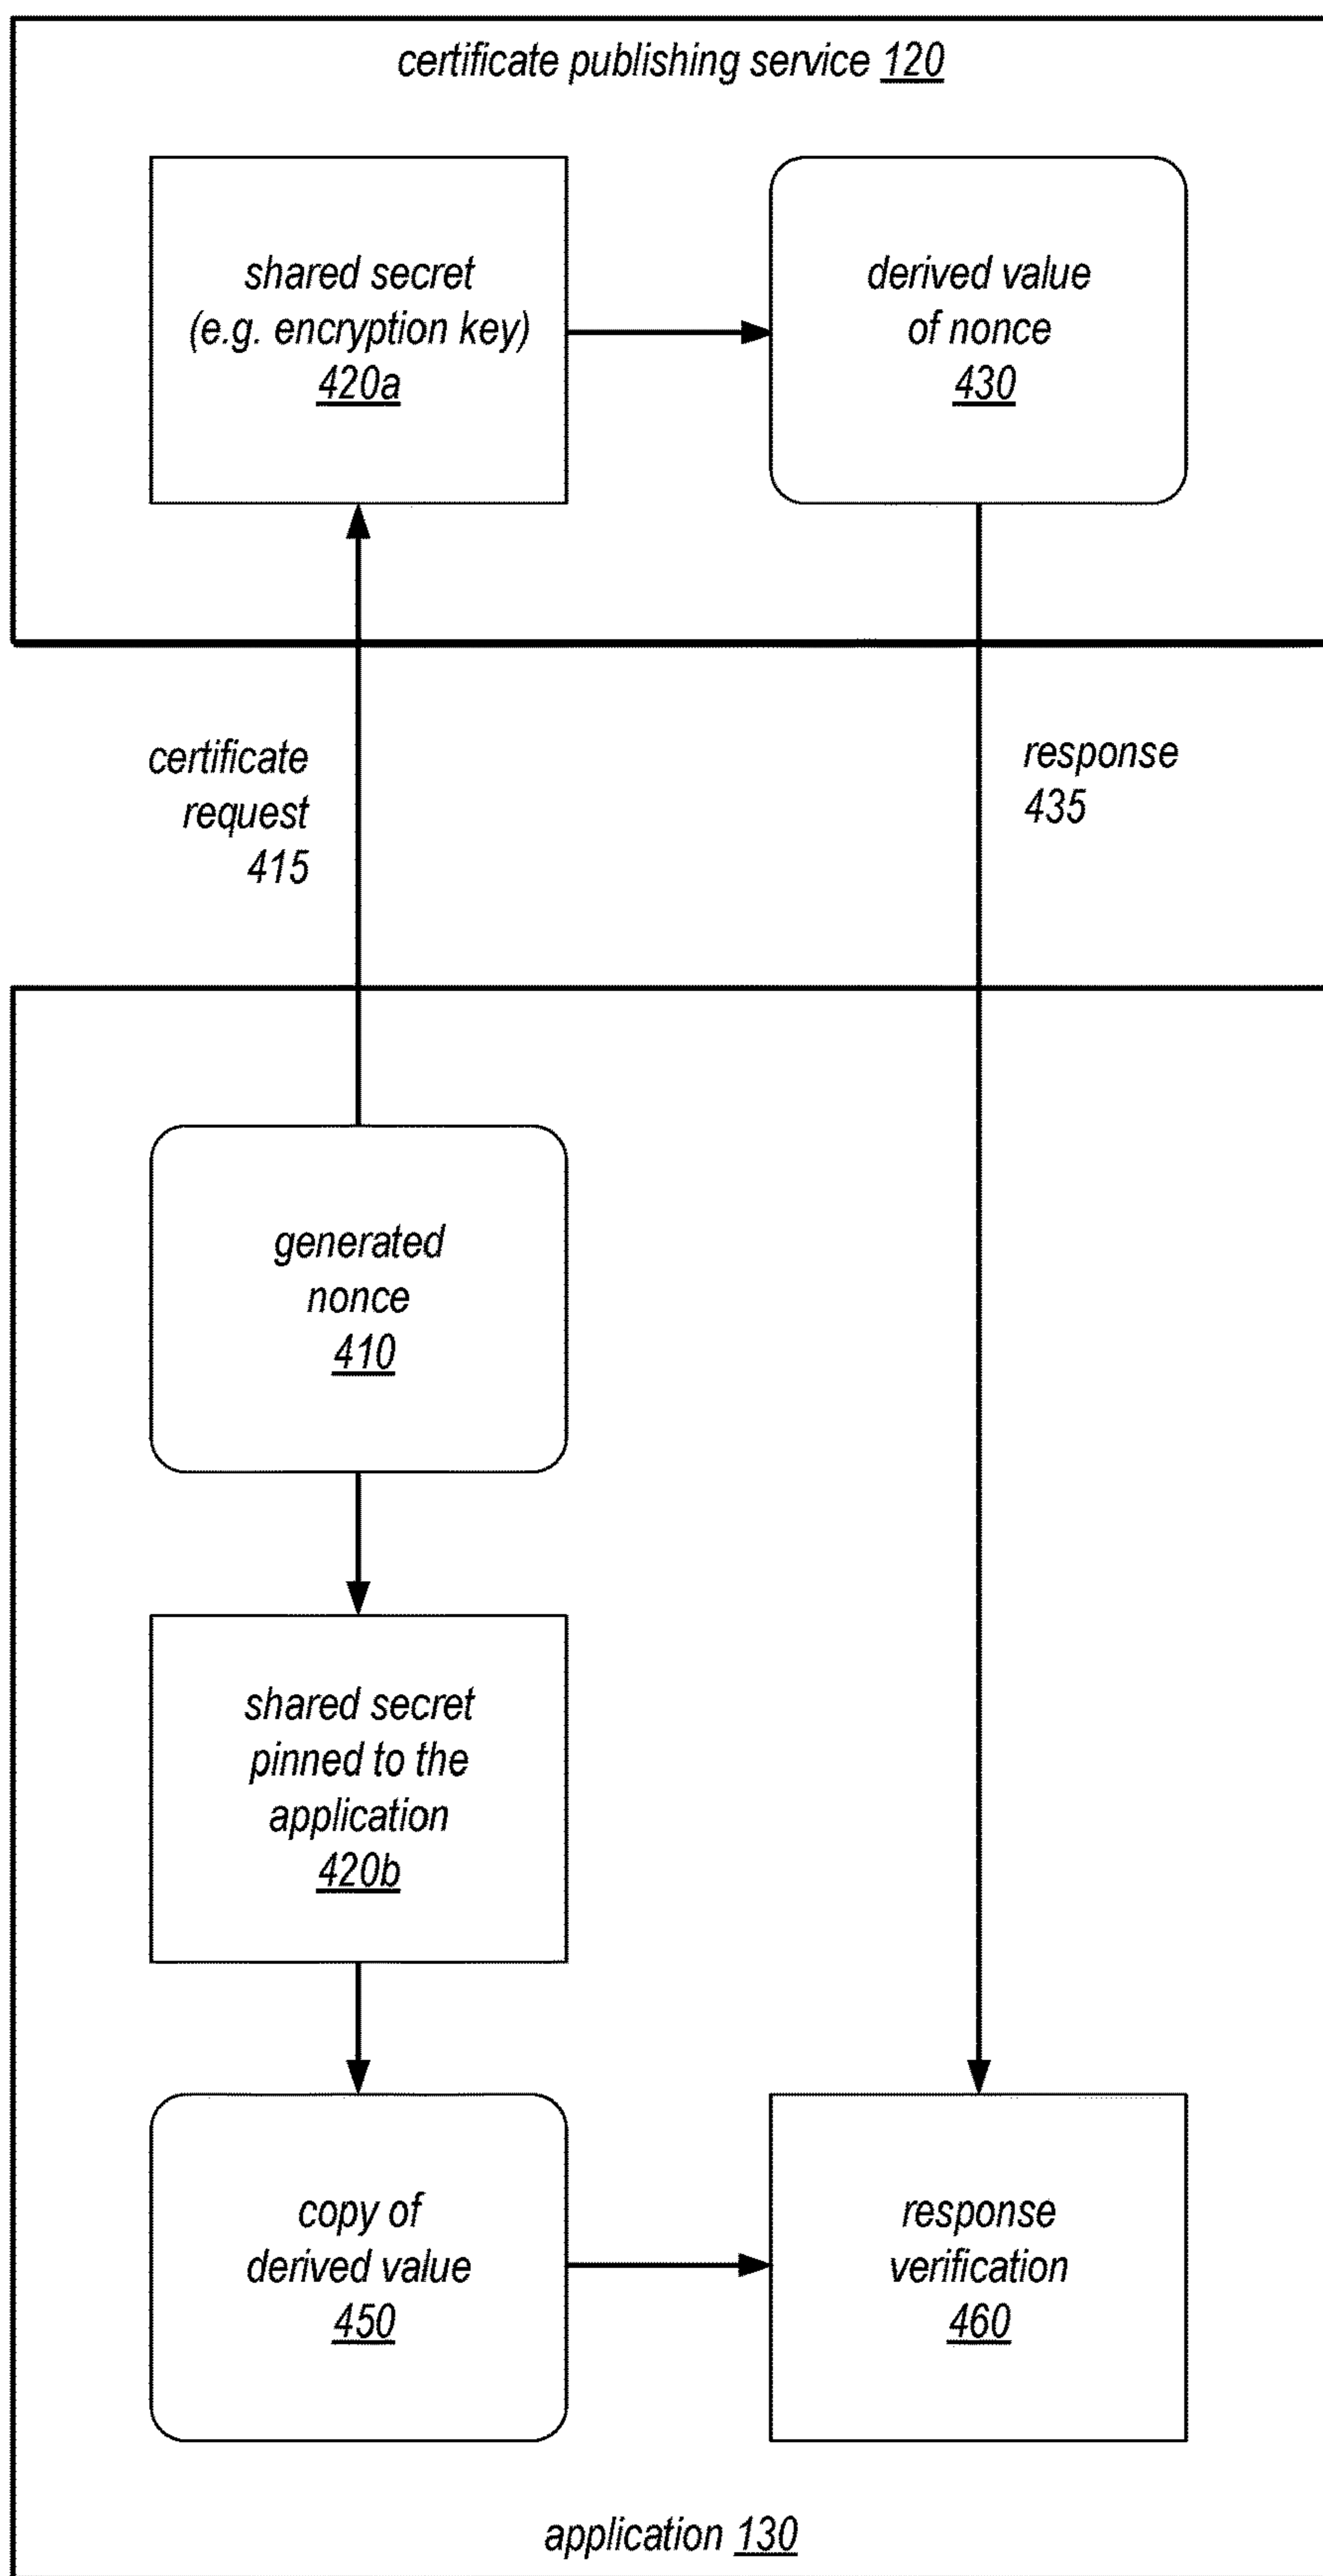 certificate publishing service 120
shared secret
(e.g. encryption key)
420a
derived value
of nonce
430
certificate
request
415
response
435
generated
nonce
410
shared secret
pinned to the
application
420b
copy of
derived value
450
response
verification
460
application 130